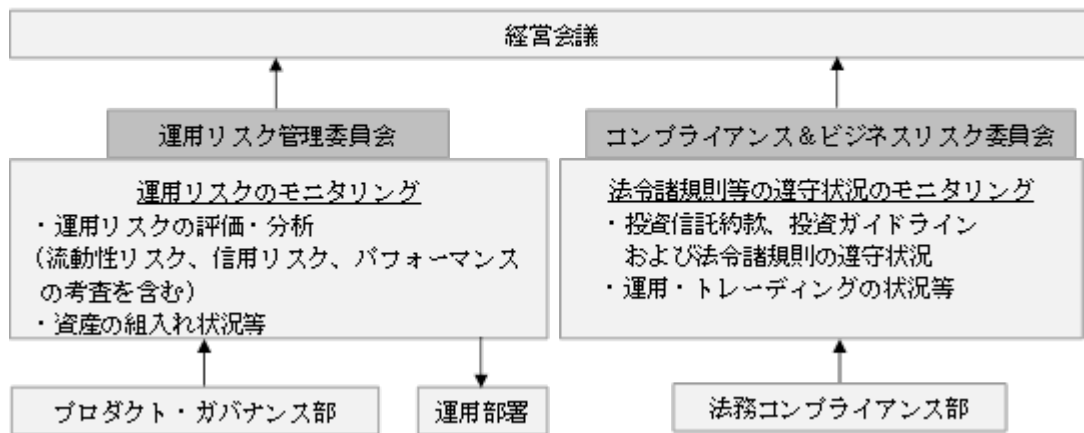 経営会議
運用リスク管理委員会
運用リスクのモニタリング
・運用リスクの評価・分析
(流動性リスク、信用リスク、パフォーマンス
の考査を含む)
・資産の組入れ状況等
プロダクト・ガバナンス部
運用部署
コンプライアンス&ビジネスリスク委員会
法令諸規則等の遵守状況のモニタリング
・投資信託約款、投資ガイドライン
および法令諸規則の遵守状況
・運用・トレーディングの状況等
法務コンプライアンス部